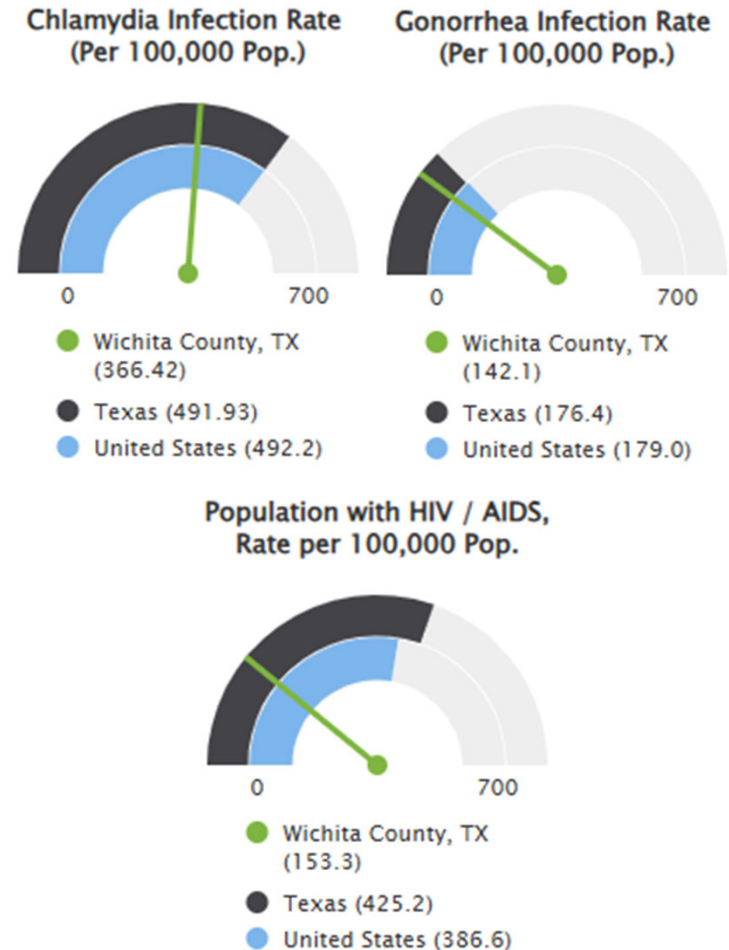 Chlamydia Infection Rate
(Per 100,000 Pop.)
0
700
Wichita County, TX
(366.42)
Texas (491.93)
United States (492.2)
Gonorrhea Infection Rate
(Per 100,000 Pop.)
0
700
Wichita County, TX
(142.1)
Texas (176.4)
United States (179.0)
Population with HIV / AIDS,
Rate per 100,000 Pop.
0
700
Wichita County, TX
(153.3)
Texas (425.2)
United States (386.6)